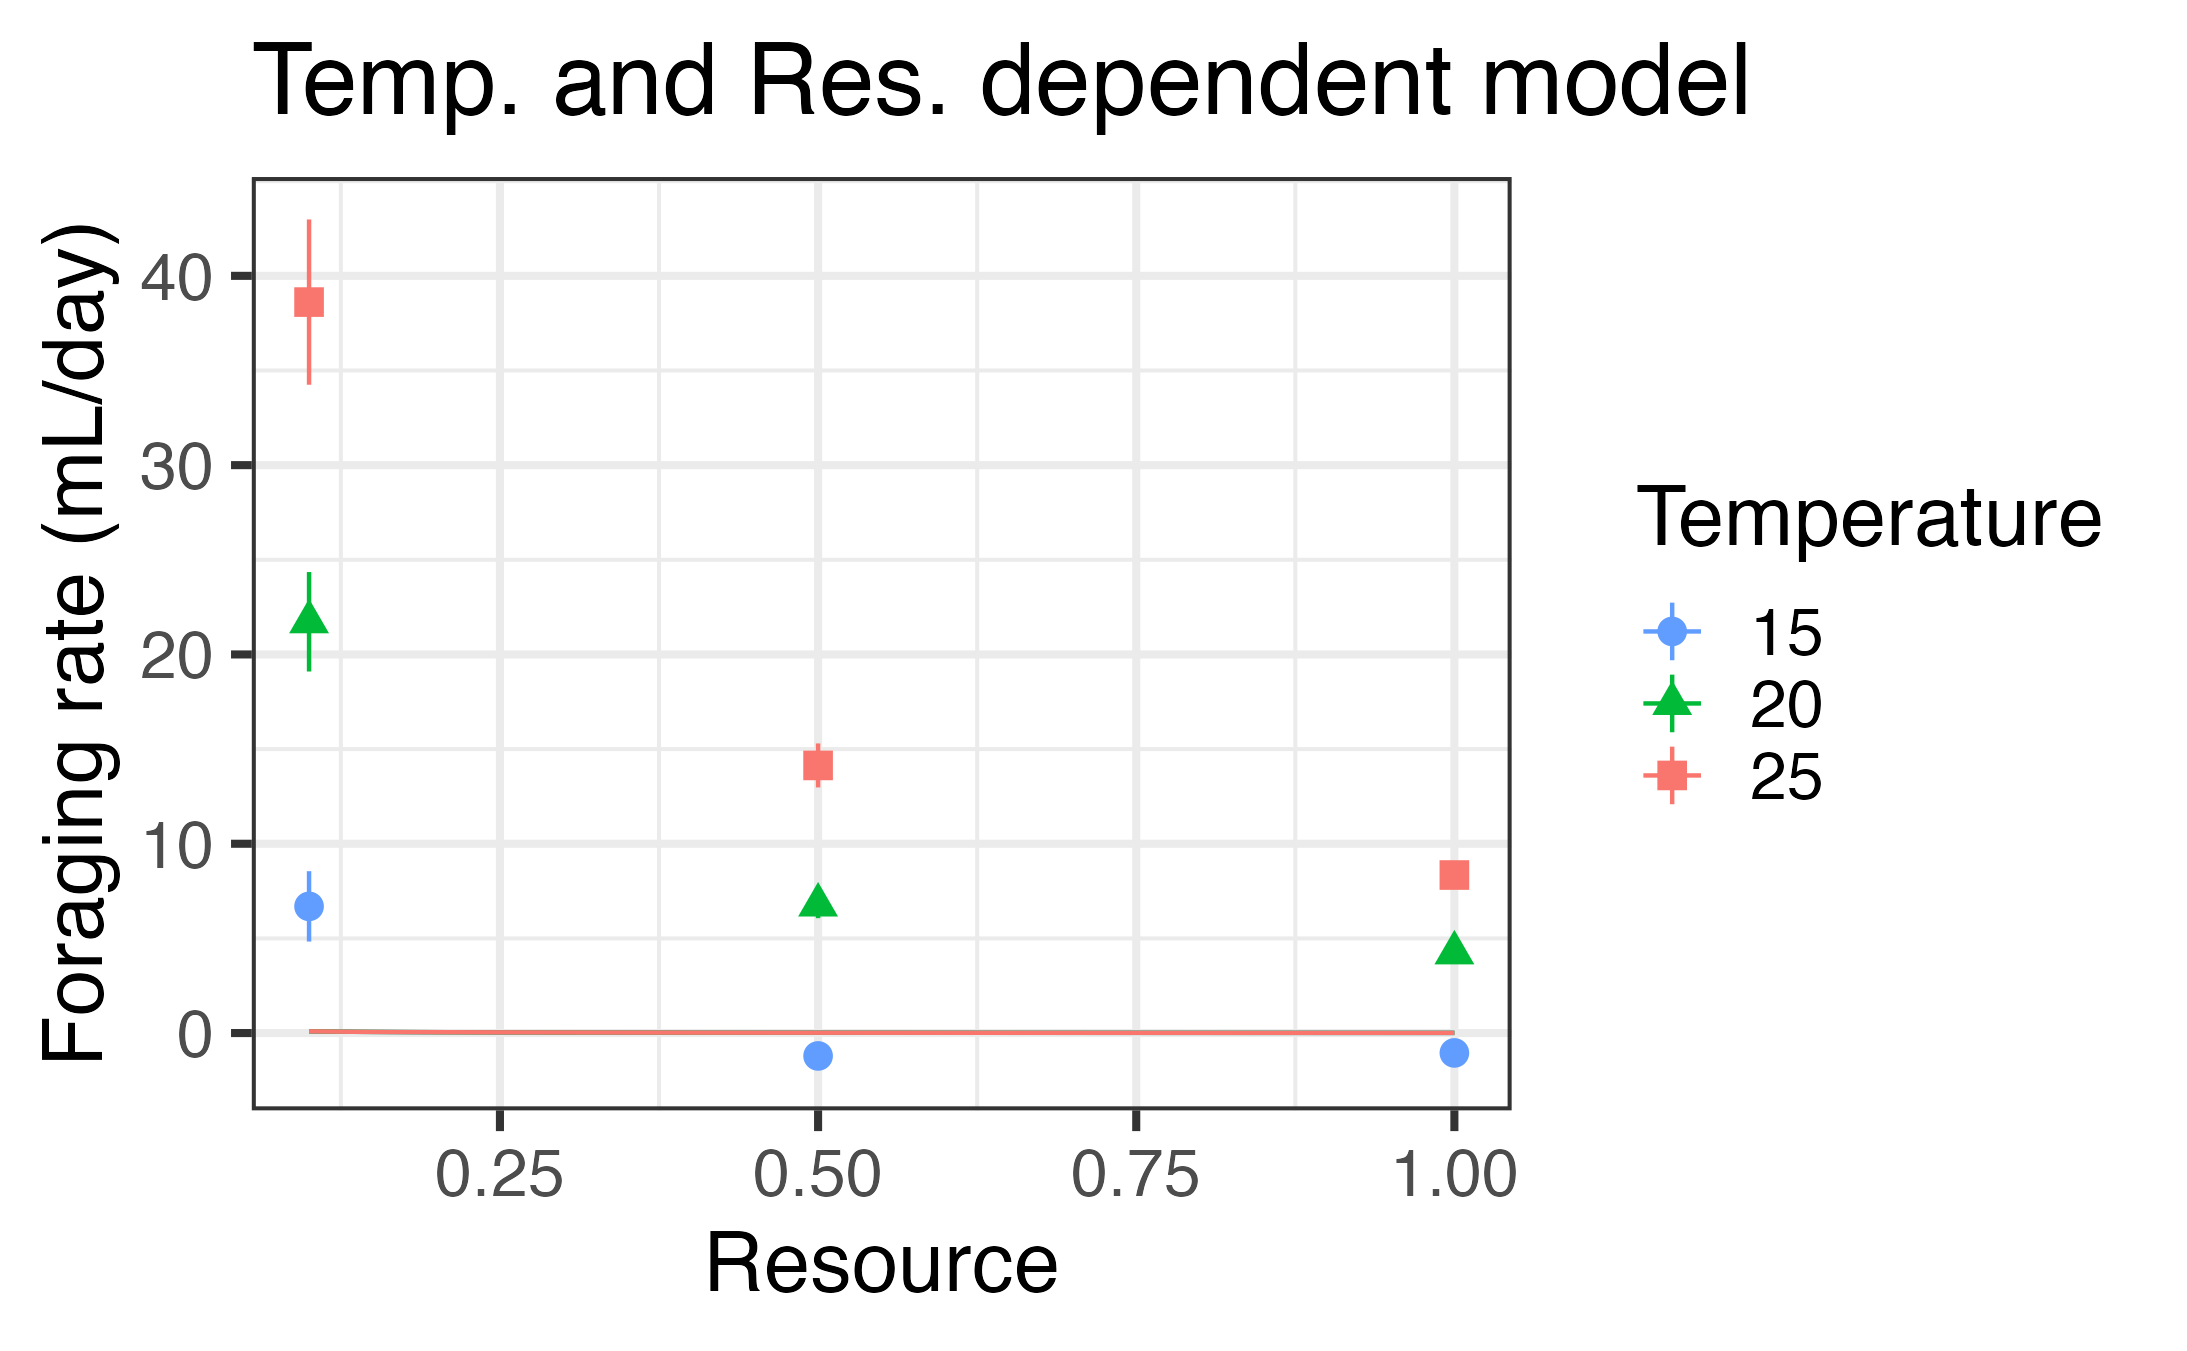 Temp. and Res. dependent model
Foraging rate (mL/day)
40
30
20
10
0
0.25 0.50 0.75 1.00
Resource
Temperature
15
20
25